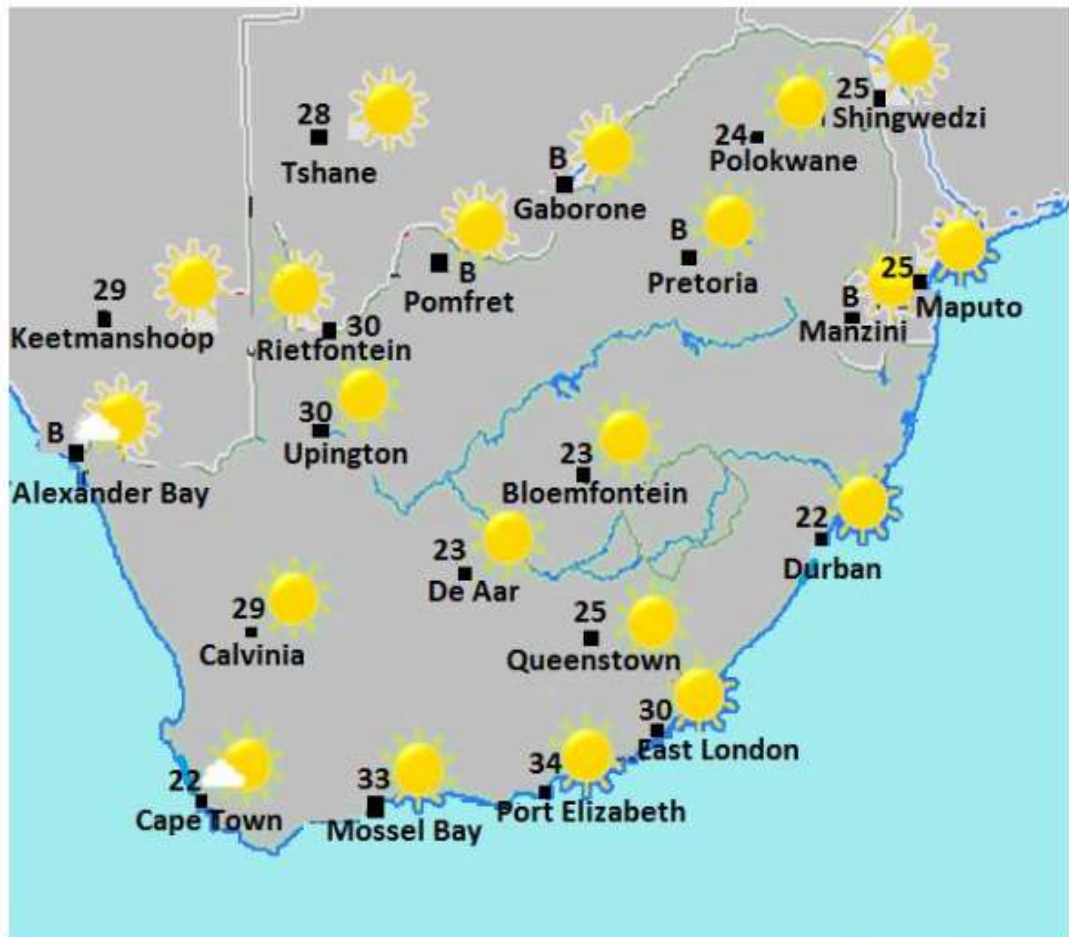 25
Shingwedzi
28
Tshane
24
Polokwane
B
Gaborone
B
Pretoria
B
Pomfret
25
Maputo
B
Manzini
29
Keetmanshoop
30
Rietfontein
30
Upington
B
Alexander Bay
23
Bloemfontein
22
Durban
23
De Aar
29
Calvinia
25
Queenstown
30
East London
34
Port Elizabeth
33
Mossel Bay
22
Cape Town